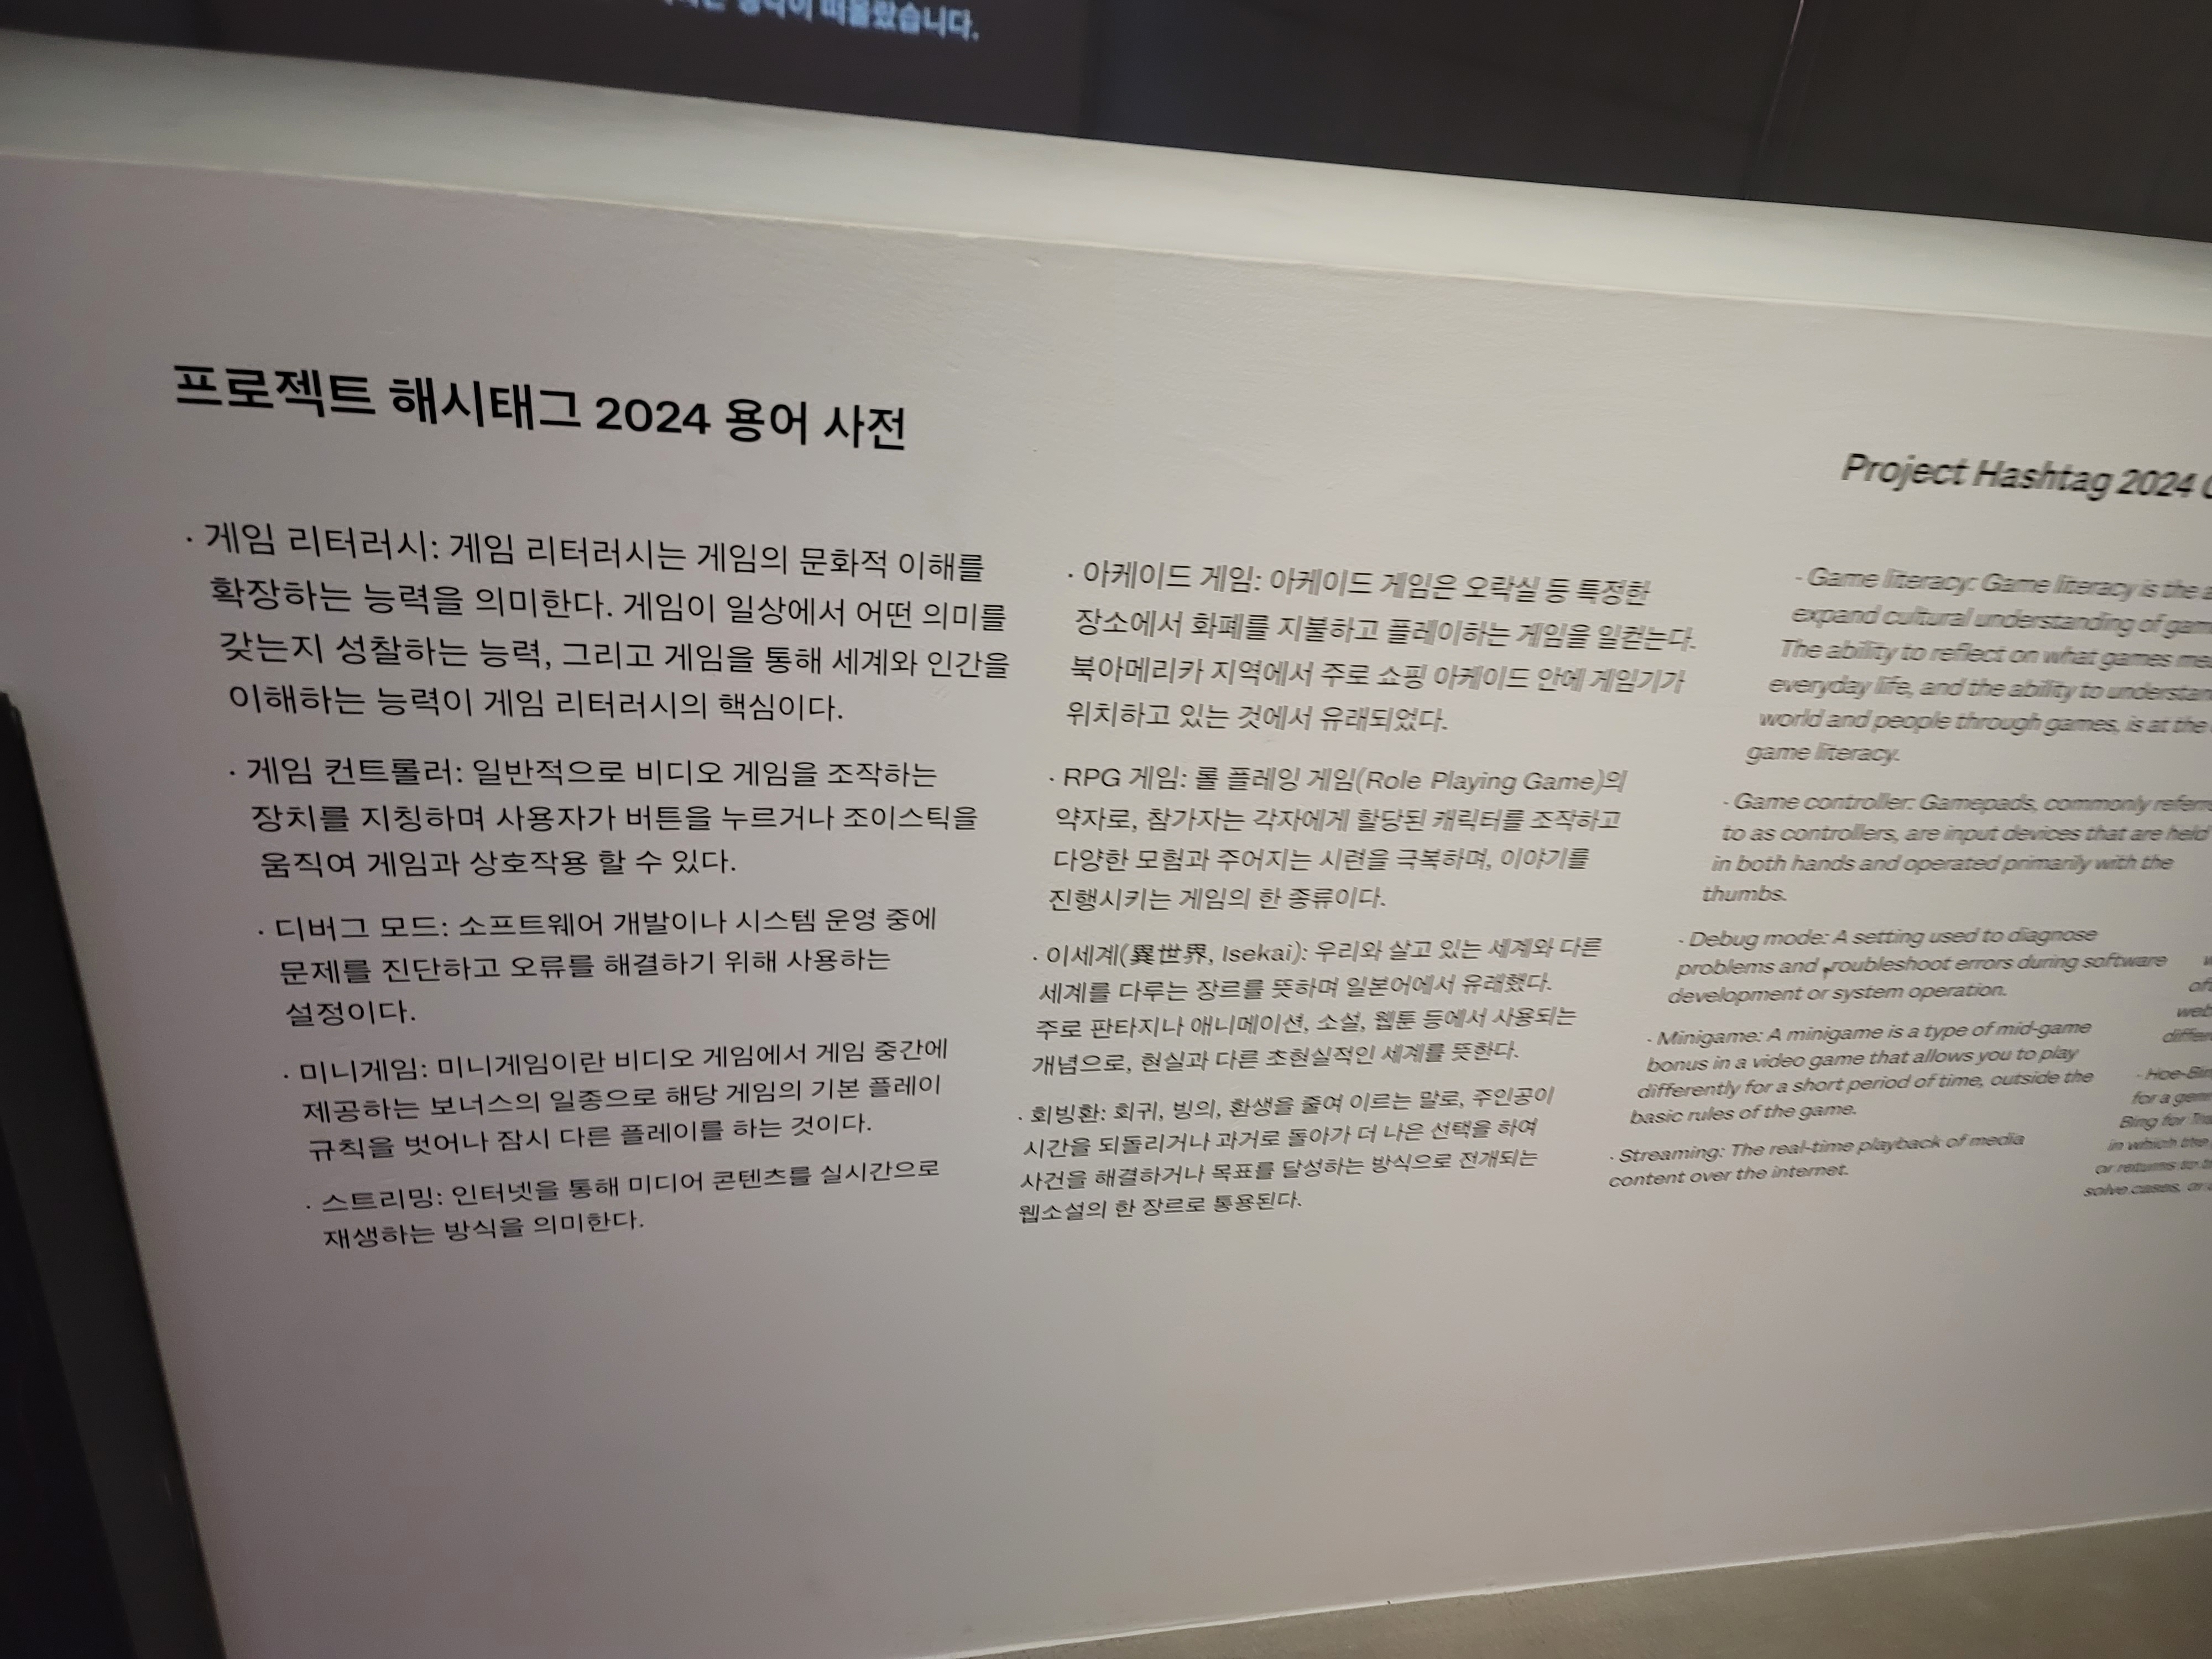 떠올랐습니다.
프로젝트 해시태그 2024 용어 사전
· 게임 리터러시: 게임 리터러시는 게임의 문화적 이해를
확장하는 능력을 의미한다. 게임이 일상에서 어떤 의미를
갖는지 성찰하는 능력, 그리고 게임을 통해 세계와 인간을
이해하는 능력이 게임 리터러시의 핵심이다.
· 게임 컨트롤러: 일반적으로 비디오 게임을 조작하는
장치를 지칭하며 사용자가 버튼을 누르거나 조이스틱을
움직여 게임과 상호작용 할 수 있다.
· 디버그 모드: 소프트웨어 개발이나 시스템 운영 중에
문제를 진단하고 오류를 해결하기 위해 사용하는
설정이다.
· 미니게임: 미니게임이란 비디오 게임에서 게임 중간에
제공하는 보너스의 일종으로 해당 게임의 기본 플레이
규칙을 벗어나 잠시 다른 플레이를 하는 것이다.
· 스트리밍: 인터넷을 통해 미디어 콘텐츠를 실시간으로
재생하는 방식을 의미한다.
· 아케이드 게임: 아케이드 게임은 오락실 등 특정한
장소에서 화폐를 지불하고 플레이하는 게임을 일컫는다.
북아메리카 지역에서 주로 쇼핑 아케이드 안에 게임기가
위치하고 있는 것에서 유래되었다.
· RPG 게임: 롤 플레잉 게임(Role Playing Game)의
약자로, 참가자는 각자에게 할당된 캐릭터를 조작하고
다양한 모험과 주어지는 시련을 극복하며, 이야기를
진행시키는 게임의 한 종류이다.
· 이세계(異世界, Isekai): 우리와 살고 있는 세계와 다른
세계를 다루는 장르를 뜻하며 일본어에서 유래했다.
주로 판타지나 애니메이션, 소설, 웹툰 등에서 사용되는
개념으로, 현실과 다른 초현실적인 세계를 뜻한다.
· 회빙환: 회귀, 빙의, 환생을 줄여 이르는 말로, 주인공이
시간을 되돌리거나 과거로 돌아가 더 나은 선택을 하여
사건을 해결하거나 목표를 달성하는 방식으로 전개되는
웹소설의 한 장르로 통용된다.
Project Hashtag 2024
· Game literacy: Game literacy is the
expand cultural understanding of
The ability to reflect on what games
everyday life, and the ability to
world and people through games, is at the
game literacy.
· Game controller: Gamepads, commonly
to as controllers, are input devices that are held
in both hands and operated primarily with the
thumbs.
· Debug mode: A setting used to diagnose
problems and roubleshoot errors during software
development or system operation.
· Minigame: A minigame is a type of mid-game
bonus in a video game that allows you to play
differently for a short period of time, outside the
basic rules of the game.
· Streaming: The real-time playback of media
content over the internet.
for a
Bing for
in which the
or returns to
solve cases,